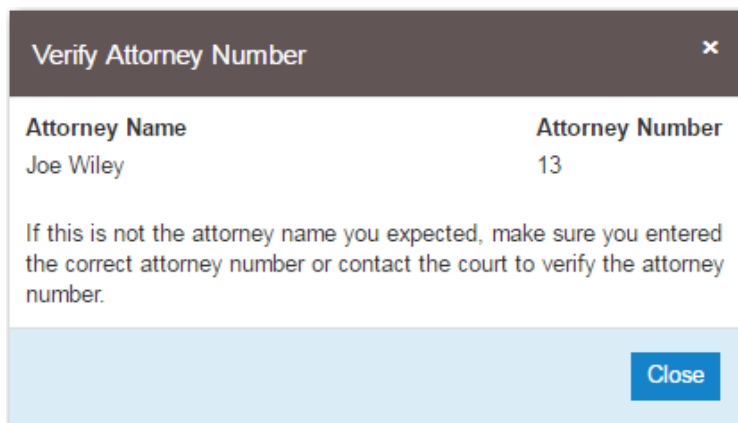 Verify Attorney Number ×
Attorney Name Attorney Number
Joe Wiley 13
If this is not the attorney name you expected, make sure you entered
the correct attorney number or contact the court to verify the attorney
number.
Close